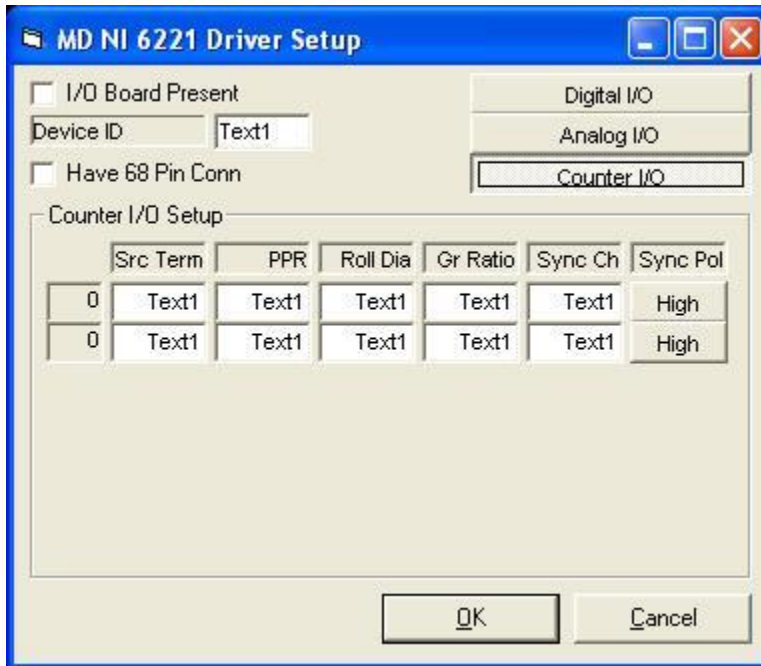 MD NI 6221 Driver Setup
I/O Board Present
Digital I/O
Device ID Text1
Analog I/O
Have 68 Pin Conn
Counter I/O
Counter I/O Setup
Src Term PPR Roll Dia Gr Ratio Sync Ch Sync Pol
0 Text1 Text1 Text1 Text1 Text1 High
0 Text1 Text1 Text1 Text1 Text1 High
OK Cancel